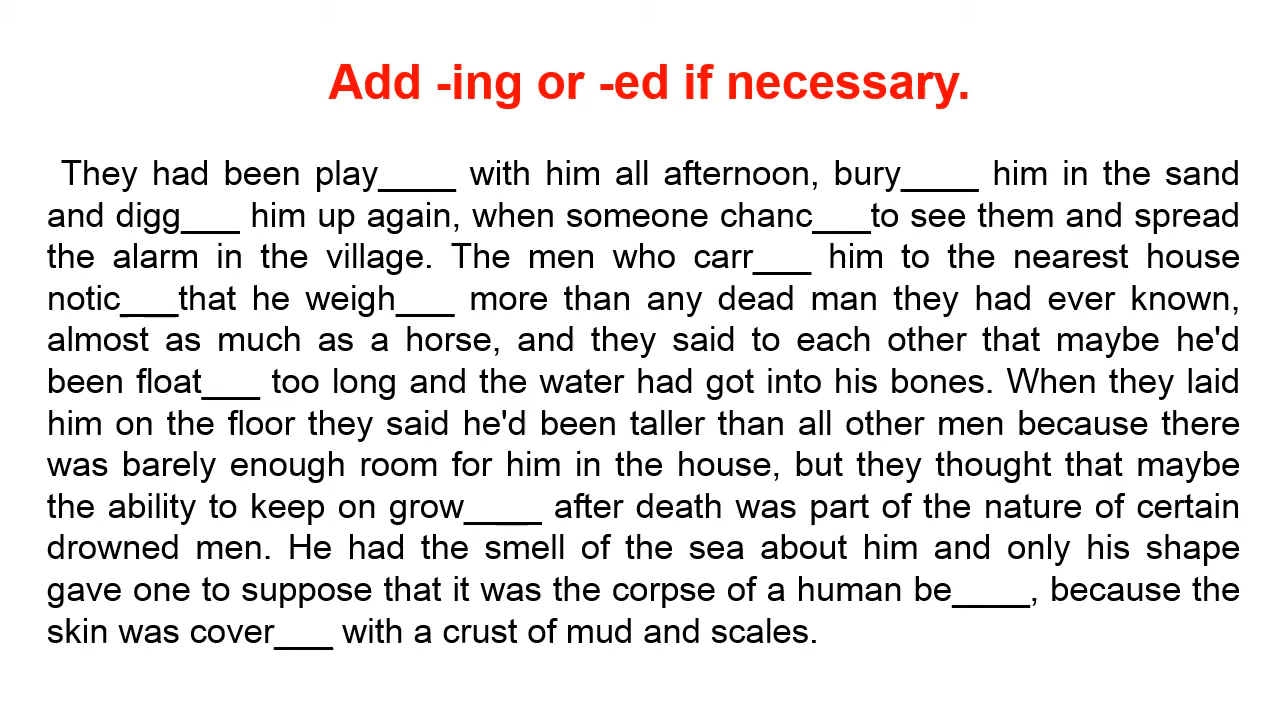 Add -ing or -ed if necessary.
They had been play____ with him all afternoon, bury____ him in the sand
and digg___ him up again, when someone chanc___to see them and spread
the alarm in the village. The men who carr___ him to the nearest house
notic___that he weigh___ more than any dead man they had ever known,
almost as much as a horse, and they said to each other that maybe he'd
been float___ too long and the water had got into his bones. When they laid
him on the floor they said he'd been taller than all other men because there
was barely enough room for him in the house, but they thought that maybe
the ability to keep on grow____ after death was part of the nature of certain
drowned men. He had the smell of the sea about him and only his shape
gave one to suppose that it was the corpse of a human be____, because the
skin was cover___ with a crust of mud and scales.